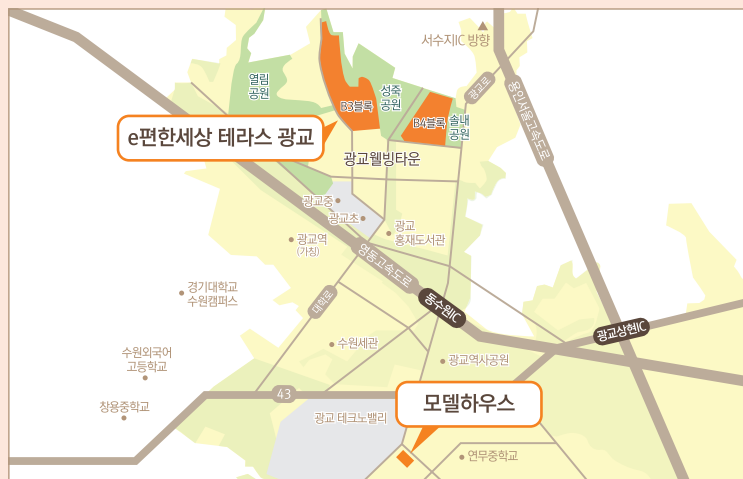 서수지IC 방향
열림
공원
B3블록
성죽
공원
광교로
용인서울고속도로
B4블록
솔내
공원
e편한세상 테라스 광교
광교웰빙타운
광교중
광교초
광교역
(가칭)
광교
홍재도서관
영동고속도로
경기대학교
수원캠퍼스
대학로
동수원IC
광교상현IC
수원세관
수원외국어
고등학교
광교역사공원
창용중학교
43
모델하우스
광교 테크노밸리
연무중학교